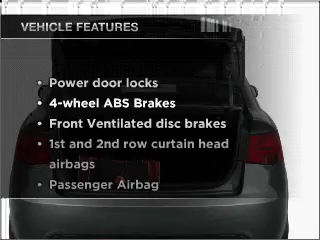 VEHICLE FEATURES
• Power door locks
• 4-wheel ABS Brakes
• Front Ventilated disc brakes
• 1st and 2nd row curtain head
airbags
• Passenger Airbag